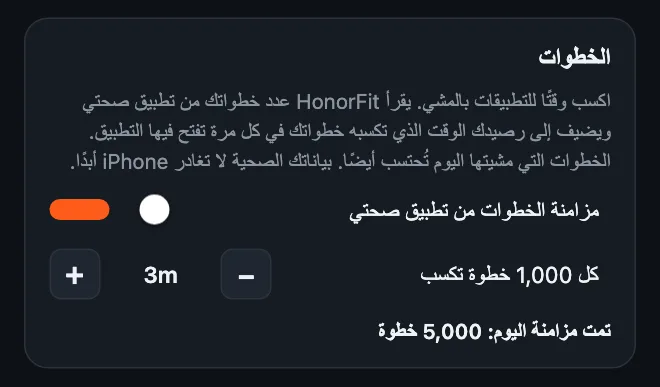 الخطوات
اكسب وقتًا للتطبيقات بالمشي. يقرأ HonorFit عدد خطواتك من تطبيق صحتي
ويضيف إلى رصيدك الوقت الذي تكسبه خطواتك في كل مرة تفتح فيها التطبيق.
الخطوات التي مشيتها اليوم تُحتسب أيضًا. بياناتك الصحية لا تغادر iPhone أبدًا.
مزامنة الخطوات من تطبيق صحتي
كل 1,000 خطوة تكسب − 3m +
تمت مزامنة اليوم: 5,000 خطوة